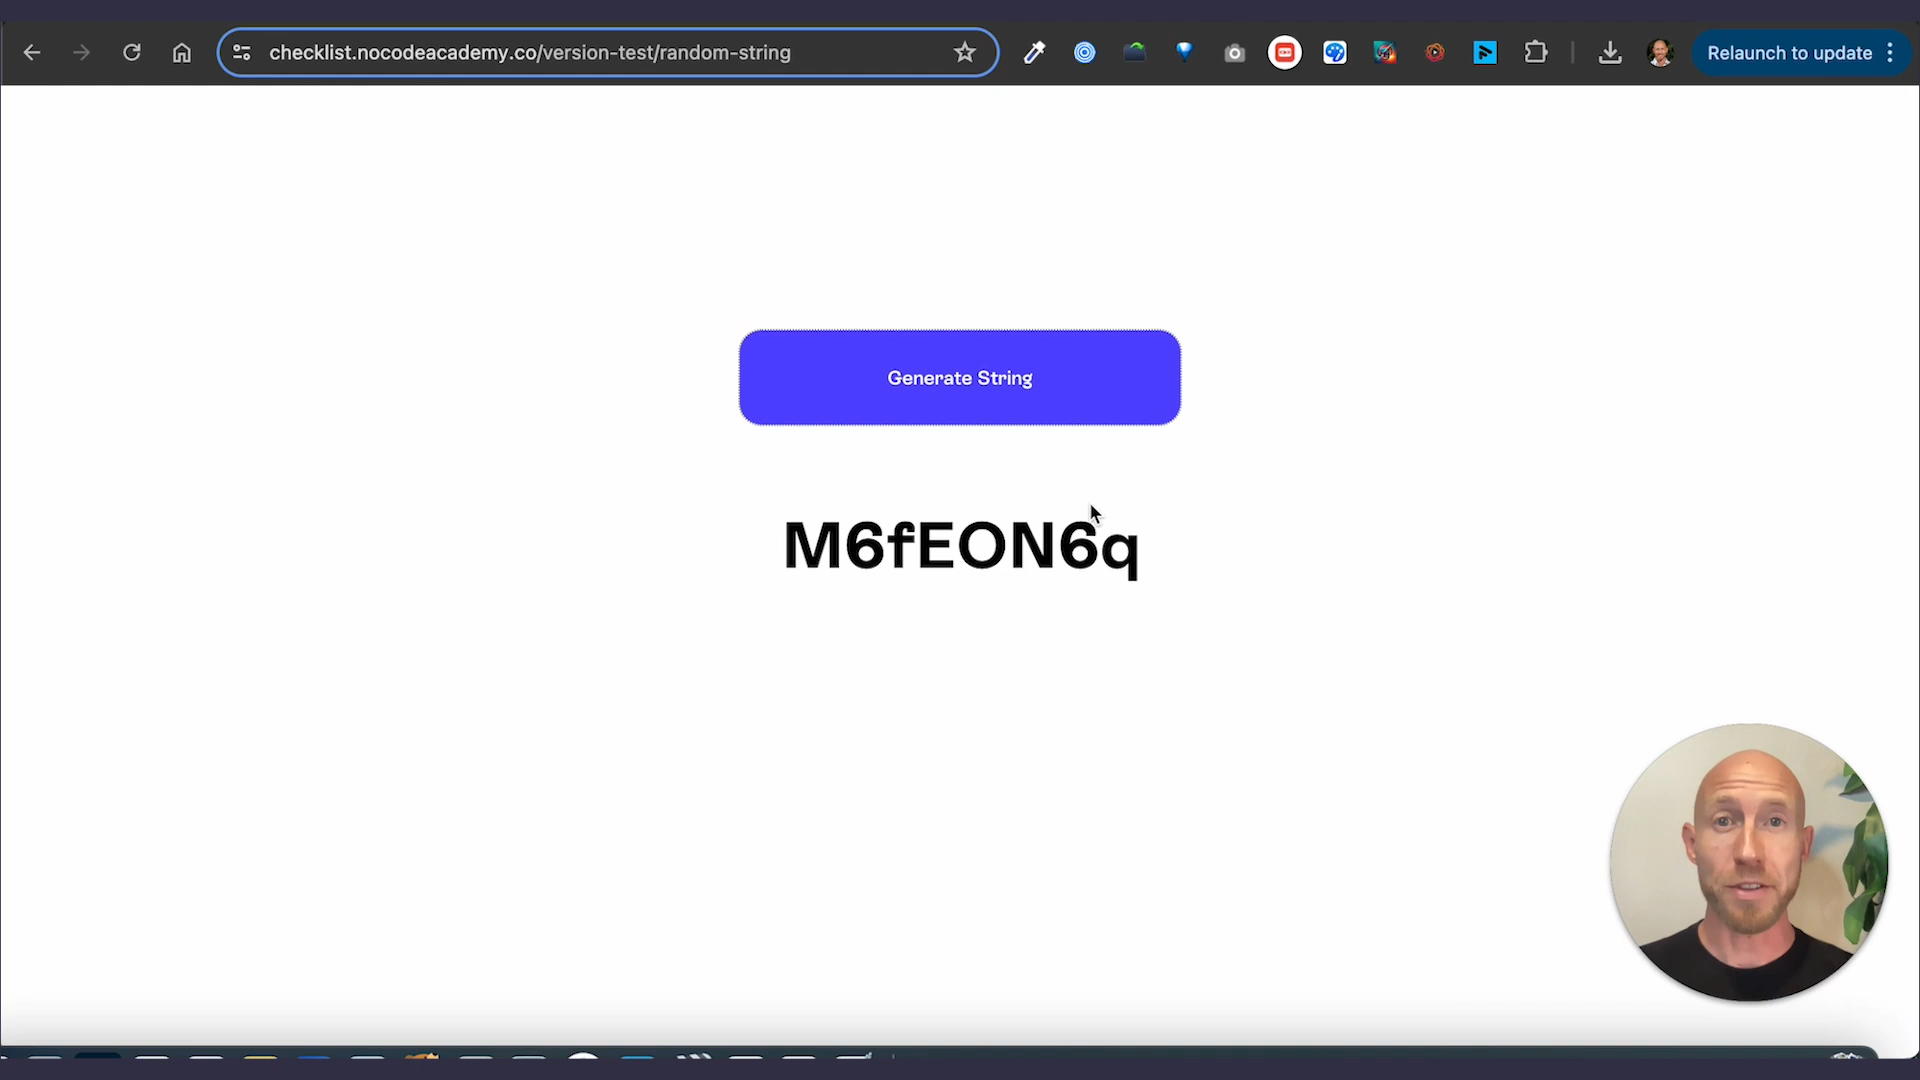 checklist.nocodeacademy.co/version-test/random-string
Relaunch to update
Generate String
M6fEON6q